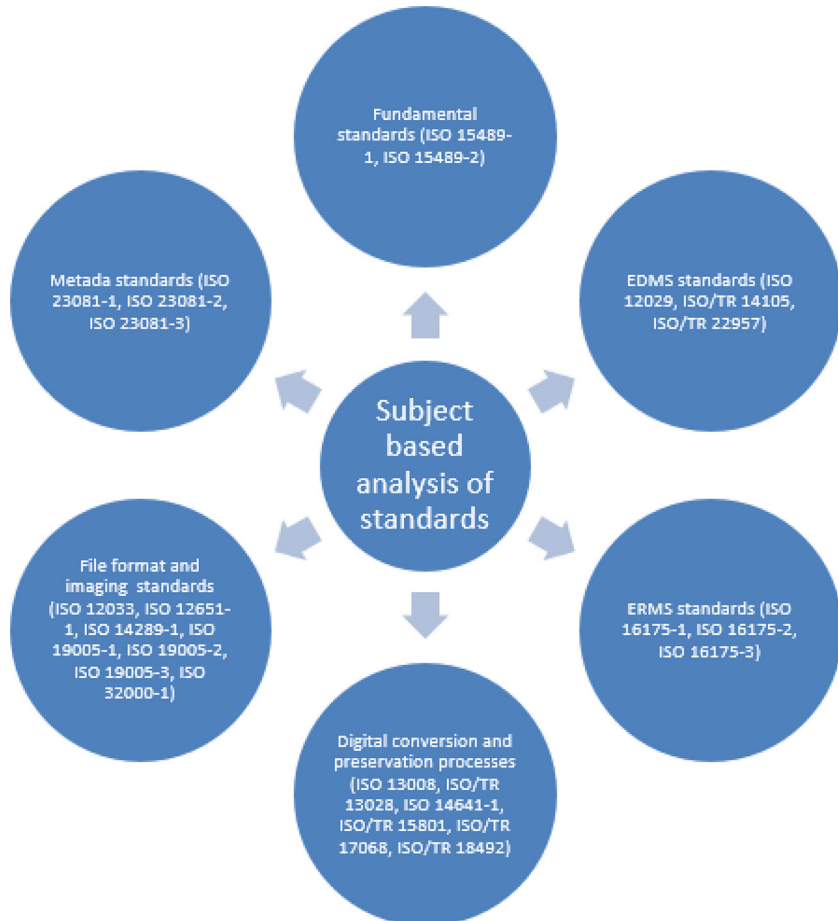 Fundamental
standards (ISO 15489-
1, ISO 15489-2)
Metada standards (ISO
23081-1, ISO 23081-2,
ISO 23081-3)
EDMS standards (ISO
12029, ISO/TR 14105,
ISO/TR 22957)
Subject
based
analysis of
standards
File format and
imaging standards
(ISO 12033, ISO 12651-
1, ISO 14289-1, ISO
19005-1, ISO 19005-2,
ISO 19005-3, ISO
32000-1)
ERMS standards (ISO
16175-1, ISO 16175-2,
ISO 16175-3)
Digital conversion and
preservation processes
(ISO 13008, ISO/TR
13028, ISO 14641-1,
ISO/TR 15801, ISO/TR
17068, ISO/TR 18492)